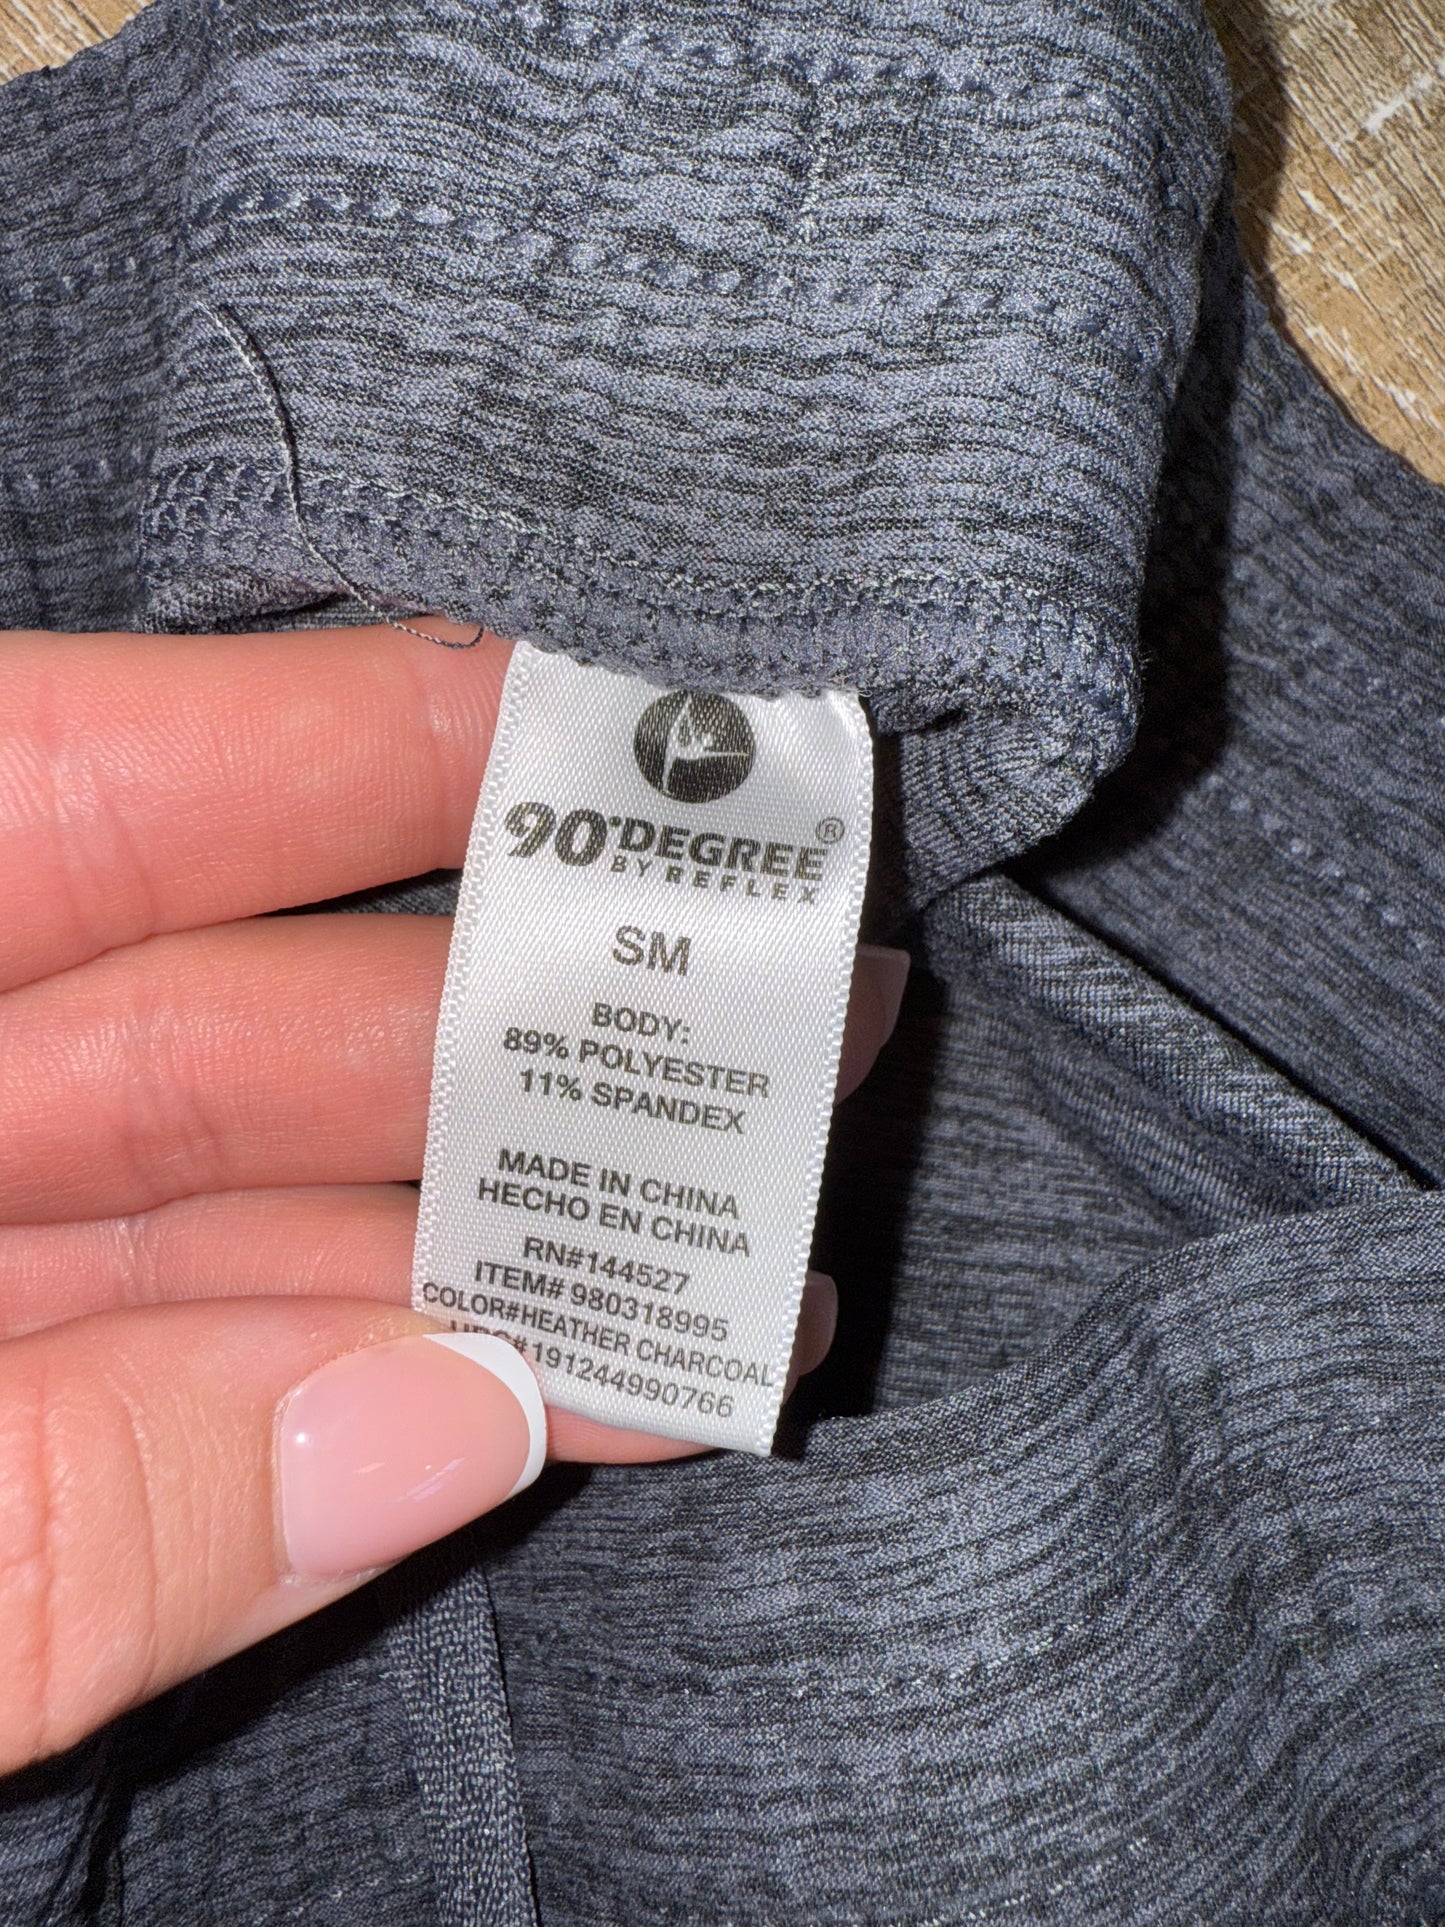 90°DEGREE®
BY REFLEX
SM
BODY:
89% POLYESTER
11% SPANDEX
MADE IN CHINA
HECHO EN CHINA
RN#144527
ITEM# 980318995
COLOR#HEATHER CHARCOAL
UPC#191244990766